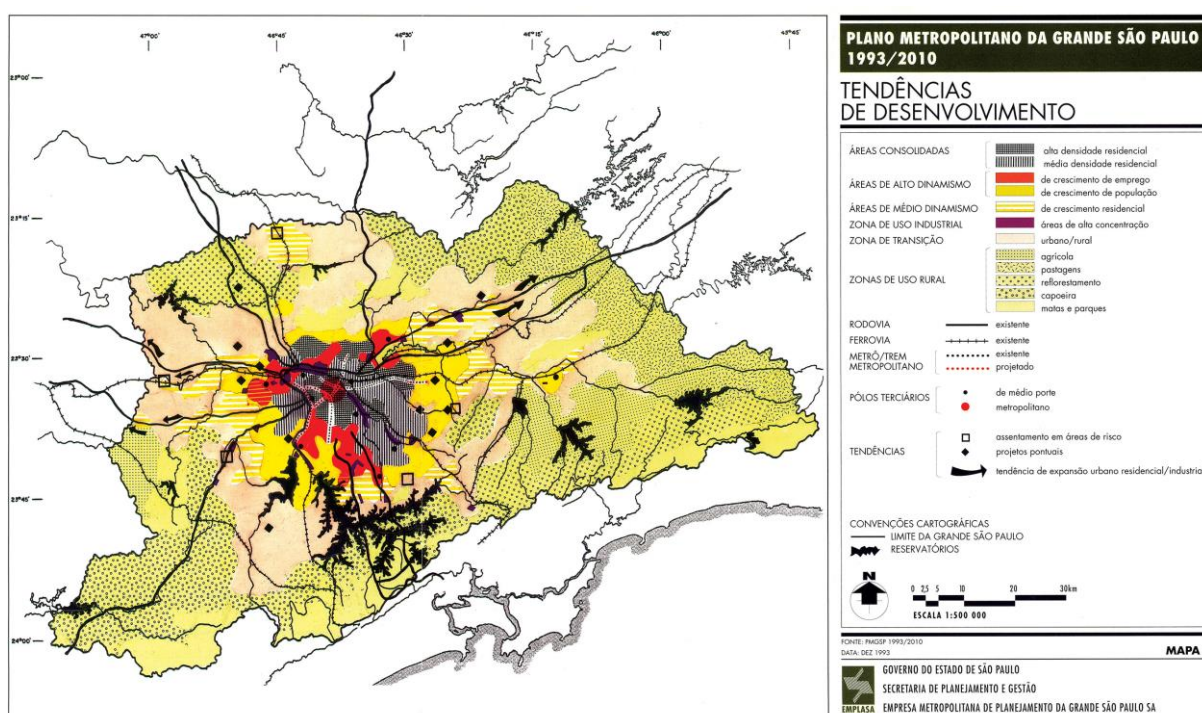 47°00'
46°45'
46°30'
46°15'
46°00'
45°45'
23°00'
23°15'
23°30'
23°45'
24°00'
PLANO METROPOLITANO DA GRANDE SÃO PAULO
1993/2010
TENDÊNCIAS
DE DESENVOLVIMENTO
ÁREAS CONSOLIDADAS
alta densidade residencial
média densidade residencial
ÁREAS DE ALTO DINAMISMO
de crescimento de emprego
de crescimento de população
ÁREAS DE MÉDIO DINAMISMO
de crescimento residencial
ZONA DE USO INDUSTRIAL
áreas de alta concentração
ZONA DE TRANSIÇÃO
urbano/rural
ZONAS DE USO RURAL
agrícola
pastagens
reflorestamento
capoeira
matas e parques
RODOVIA
existente
FERROVIA
existente
METRÔ/TREM
METROPOLITANO
existente
projetado
PÓLOS TERCIÁRIOS
de médio porte
metropolitano
TENDÊNCIAS
assentamento em áreas de risco
projetos pontuais
tendência de expansão urbano residencial/industria
CONVENÇÕES CARTOGRÁFICAS
LIMITE DA GRANDE SÃO PAULO
RESERVATÓRIOS
N
0 2,5 5 10 20 30km
ESCALA 1:500 000
FONTE: PMGSP 1993/2010
DATA: DEZ 1993
MAPA
GOVERNO DO ESTADO DE SÃO PAULO
SECRETARIA DE PLANEJAMENTO E GESTÃO
EMPLASA
EMPRESA METROPOLITANA DE PLANEJAMENTO DA GRANDE SÃO PAULO SA